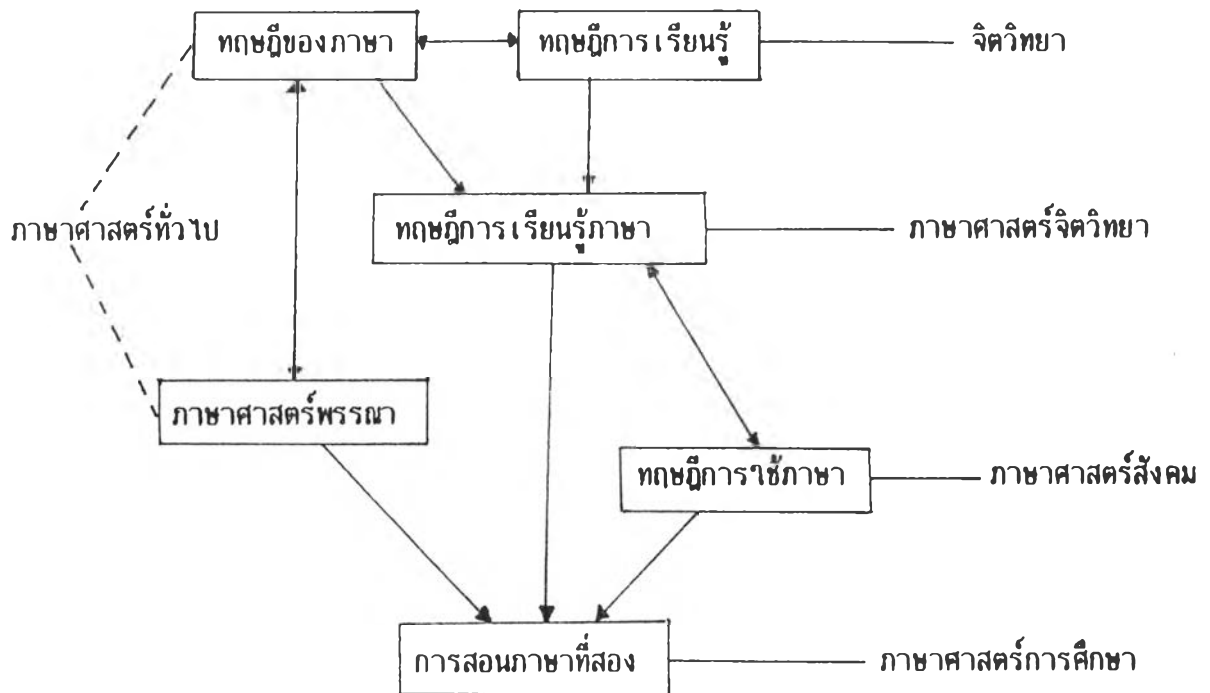 ทฤษฎีของภาษา
ทฤษฎีการเรียนรู้
จิตวิทยา
ภาษาศาสตร์ทั่วไป
ทฤษฎีการเรียนรู้ภาษา
ภาษาศาสตร์จิตวิทยา
ภาษาศาสตร์พรรณา
ทฤษฎีการใช้ภาษา
ภาษาศาสตร์สังคม
การสอนภาษาที่สอง
ภาษาศาสตร์การศึกษา